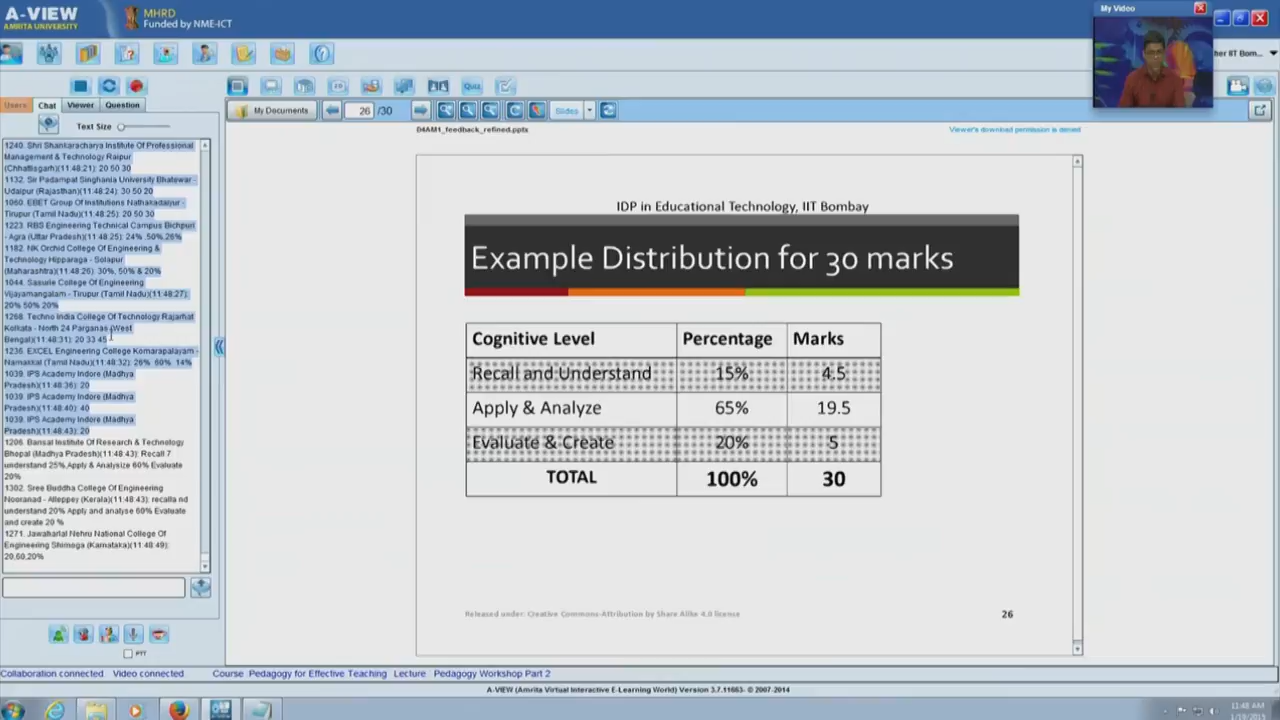 A-VIEW
AMRITA UNIVERSITY
MHRD
Funded by NME-ICT
My Video
her IIT Bom...
Users
Chat
Viewer
Question
Quiz
My Documents
26
/30
Slides
Text Size
D4AM1_feedback_refined.pptx
Viewer's download permission is denied
1240. Shri Shankaracharya Institute Of Professional
Management & Technology Raipur
(Chhattisgarh)(11:48:21): 20 50 30
1132. Sir Padampat Singhania University Bhatewar -
Udaipur (Rajasthan)(11:48:24): 30 50 20
1060. EBET Group Of Institutions Nathakadaiyur -
Tirupur (Tamil Nadu)(11:48:25): 20 50 30
1223. RBS Engineering Technical Campus Bichpuri
- Agra (Uttar Pradesh)(11:48:25): 24% ,50%,26%
1182. NK Orchid College Of Engineering &
Technology Hipparaga - Solapur
(Maharashtra)(11:48:26): 30%, 50% & 20%
1044. Sasurie College Of Engineering
Vijayamangalam - Tirupur (Tamil Nadu)(11:48:27):
20% 50% 20%
1268. Techno India College Of Technology Rajarhat
Kolkata - North 24 Parganas (West
Bengal)(11:48:31): 20 33 45
1236. EXCEL Engineering College Komarapalayam -
Namakkal (Tamil Nadu)(11:48:32): 26% 60% 14%
1039. IPS Academy Indore (Madhya
Pradesh)(11:48:36): 20
1039. IPS Academy Indore (Madhya
Pradesh)(11:48:40): 40
1039. IPS Academy Indore (Madhya
Pradesh)(11:48:43): 20
1206. Bansal Institute Of Research & Technology
Bhopal (Madhya Pradesh)(11:48:43): Recall 7
understand 25%,Apply & Analysize 60% Evaluate
20%
1302. Sree Buddha College Of Engineering
Nooranad - Alleppey (Kerala)(11:48:43): recalla nd
understand 20% Apply and analyse 60% Evaluate
and create 20 %
1271. Jawaharlal Nehru National College Of
Engineering Shimoga (Karnataka)(11:48:49):
20,60,20%
PTT
IDP in Educational Technology, IIT Bombay
Example Distribution for 30 marks
Cognitive Level Percentage Marks
Recall and Understand 15% 4.5
Apply & Analyze 65% 19.5
Evaluate & Create 20% 5
TOTAL 100% 30
Released under: Creative Commons-Attribution by Share Alike 4.0 license
26
Collaboration connected Video connected Course Pedagogy for Effective Teaching Lecture Pedagogy Workshop Part 2
A-VIEW (Amrita Virtual Interactive E-Learning World) Version 3.7.11663- © 2007-2014
11:48 AM